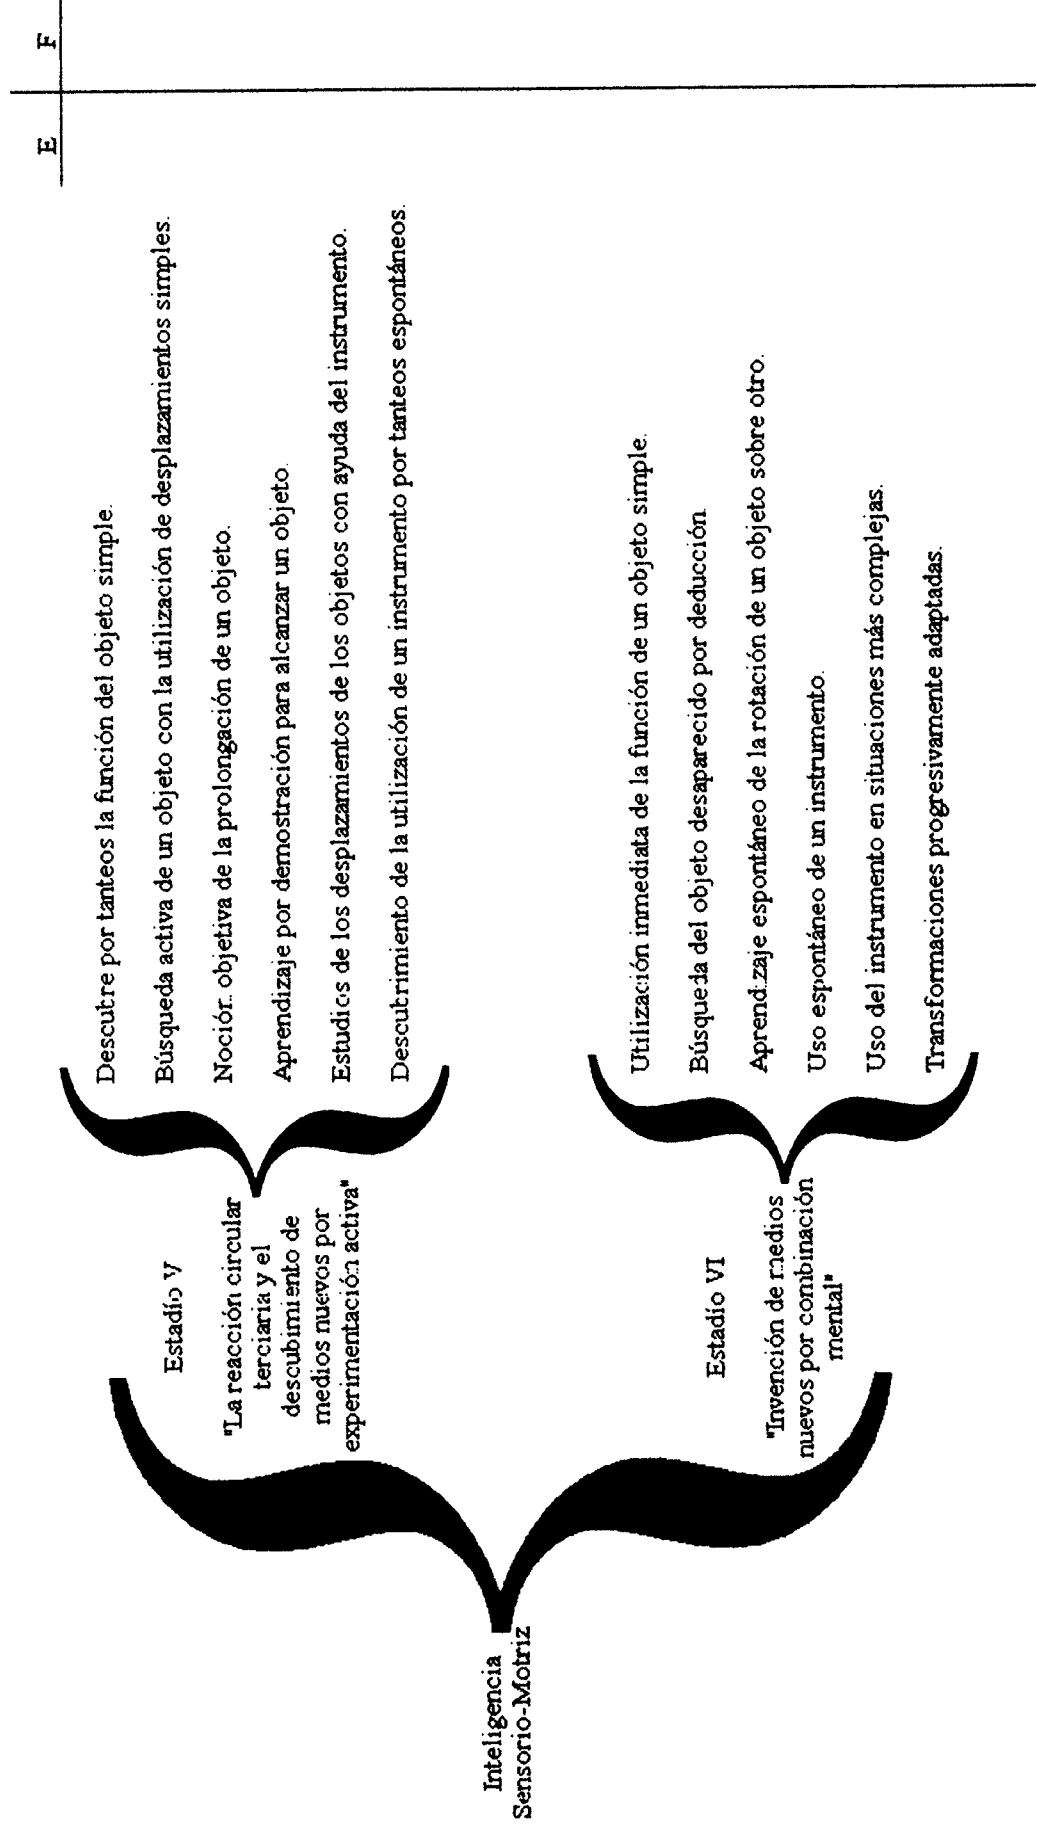 E F
Inteligencia
Sensorio-Motriz
Estadío V
"La reacción circular
terciaria y el
descubimiento de
medios nuevos por
experimentación activa"
Descutre por tanteos la función del objeto simple.
Búsqueda activa de un objeto con la utilización de desplazamientos simples.
Noción objetiva de la prolongación de un objeto.
Aprendizaje por demostración para alcanzar un objeto.
Estudios de los desplazamientos de los objetos con ayuda del instrumento.
Descutrimiento de la utilización de un instrumento por tanteos espontáneos.
Estadío VI
"Invención de medios
nuevos por combinación
mental"
Utilización inmediata de la función de un objeto simple.
Búsqueda del objeto desaparecido por deducción
Aprendizaje espontáneo de la rotación de un objeto sobre otro.
Uso espontáneo de un instrumento.
Uso del instrumento en situaciones más complejas.
Transformaciones progresivamente adaptadas.